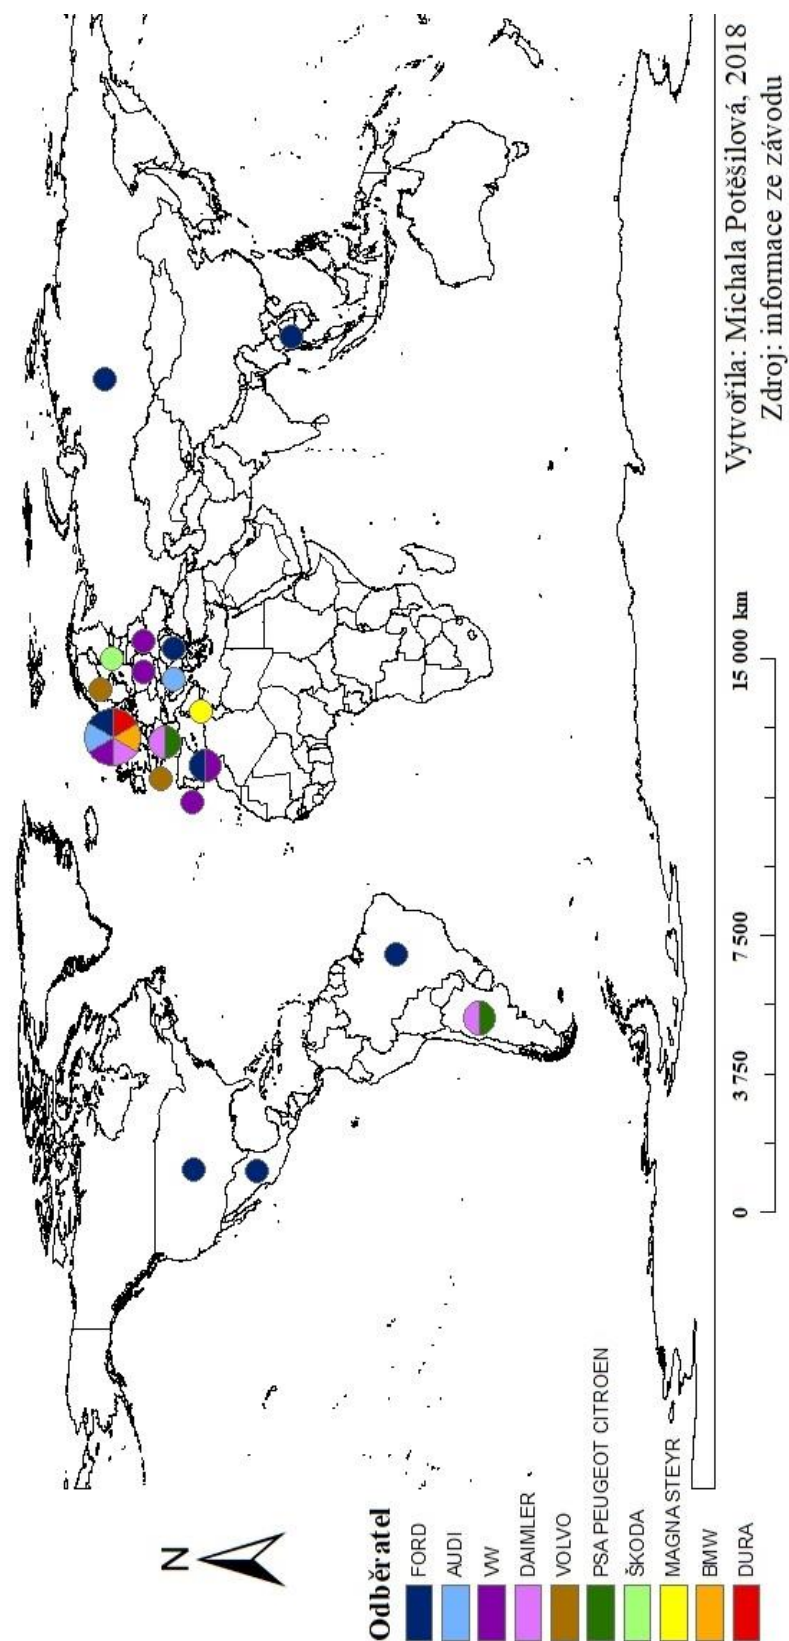 N
Odběratel
FORD
AUDI
VW
DAIMLER
VOLVO
PSA PEUGEOT CITROEN
ŠKODA
MAGNA STEYR
BMW
DURA
0 3 750 7 500 15 000 km
Vytvořila: Michala Potěšilová, 2018
Zdroj: informace ze závodu